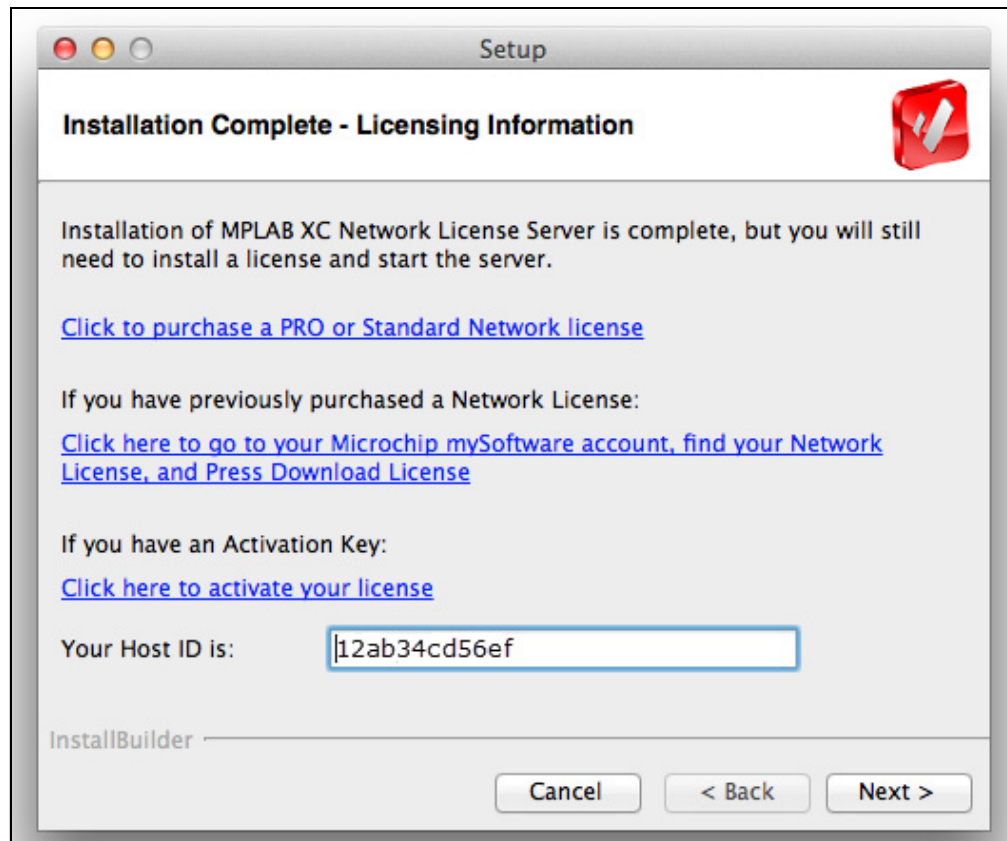 Setup
Installation Complete - Licensing Information
Installation of MPLAB XC Network License Server is complete, but you will still
need to install a license and start the server.
Click to purchase a PRO or Standard Network license
If you have previously purchased a Network License:
Click here to go to your Microchip mySoftware account, find your Network
License, and Press Download License
If you have an Activation Key:
Click here to activate your license
Your Host ID is: 12ab34cd56ef
InstallBuilder
Cancel < Back Next >